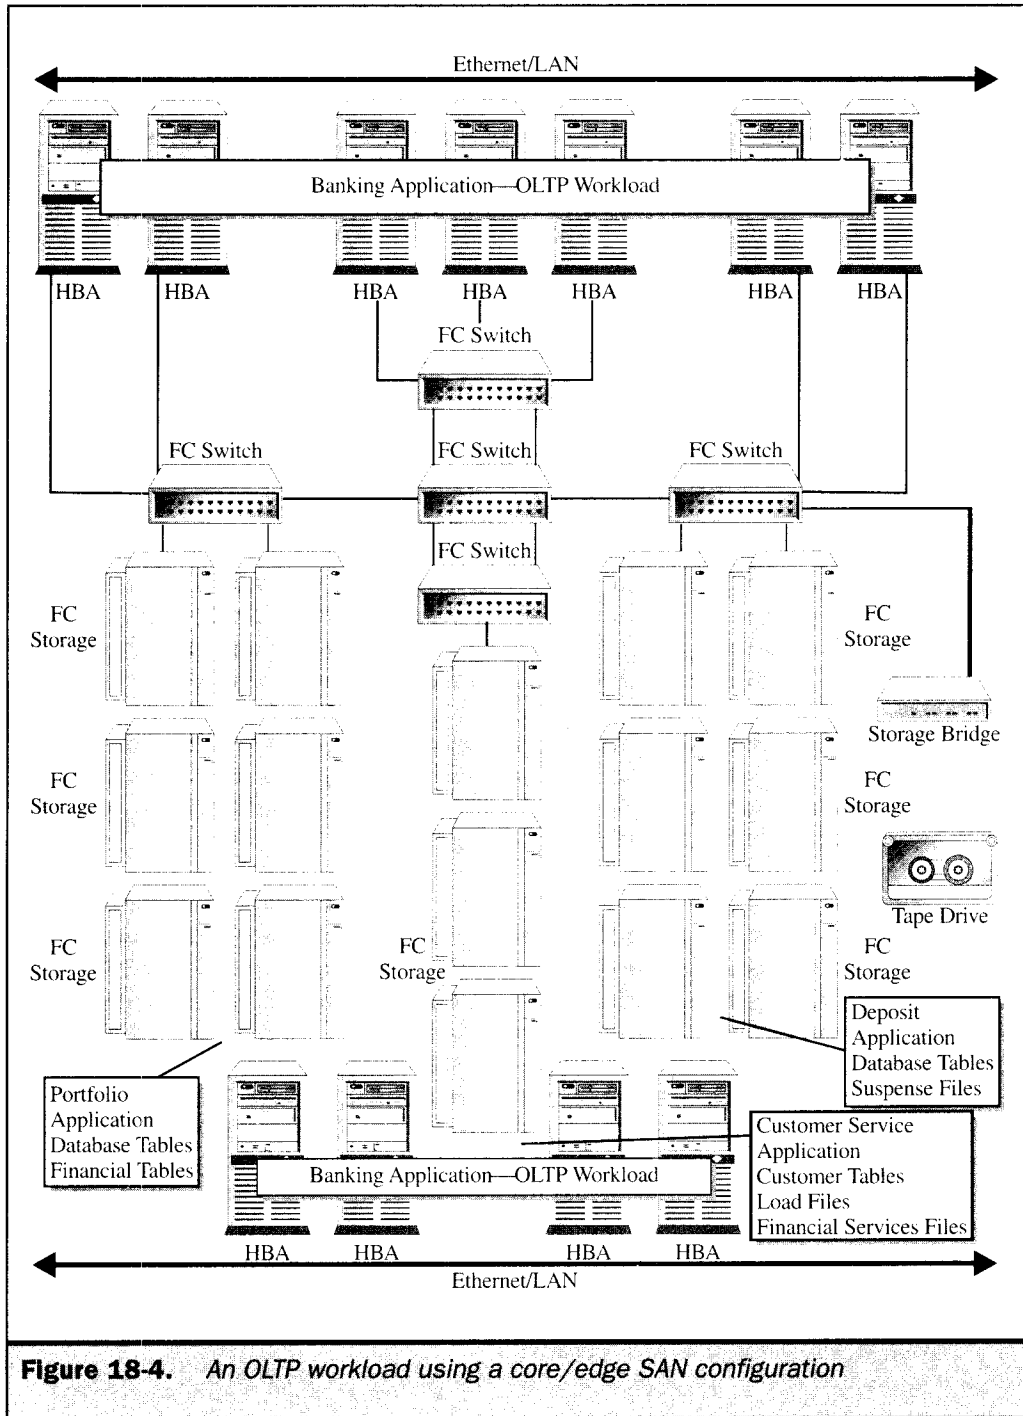 Ethernet/LAN
Banking Application—OLTP Workload
HBA HBA HBA HBA HBA HBA HBA
FC Switch
FC Switch FC Switch FC Switch
FC Switch
FC
Storage
FC
Storage
Storage Bridge
FC
Storage
FC
Storage
Tape Drive
FC
Storage
FC
Storage
FC
Storage
Deposit
Application
Database Tables
Suspense Files
Portfolio
Application
Database Tables
Financial Tables
Customer Service
Application
Customer Tables
Load Files
Financial Services Files
Banking Application—OLTP Workload
HBA HBA HBA HBA
Ethernet/LAN
Figure 18-4. An OLTP workload using a core/edge SAN configuration